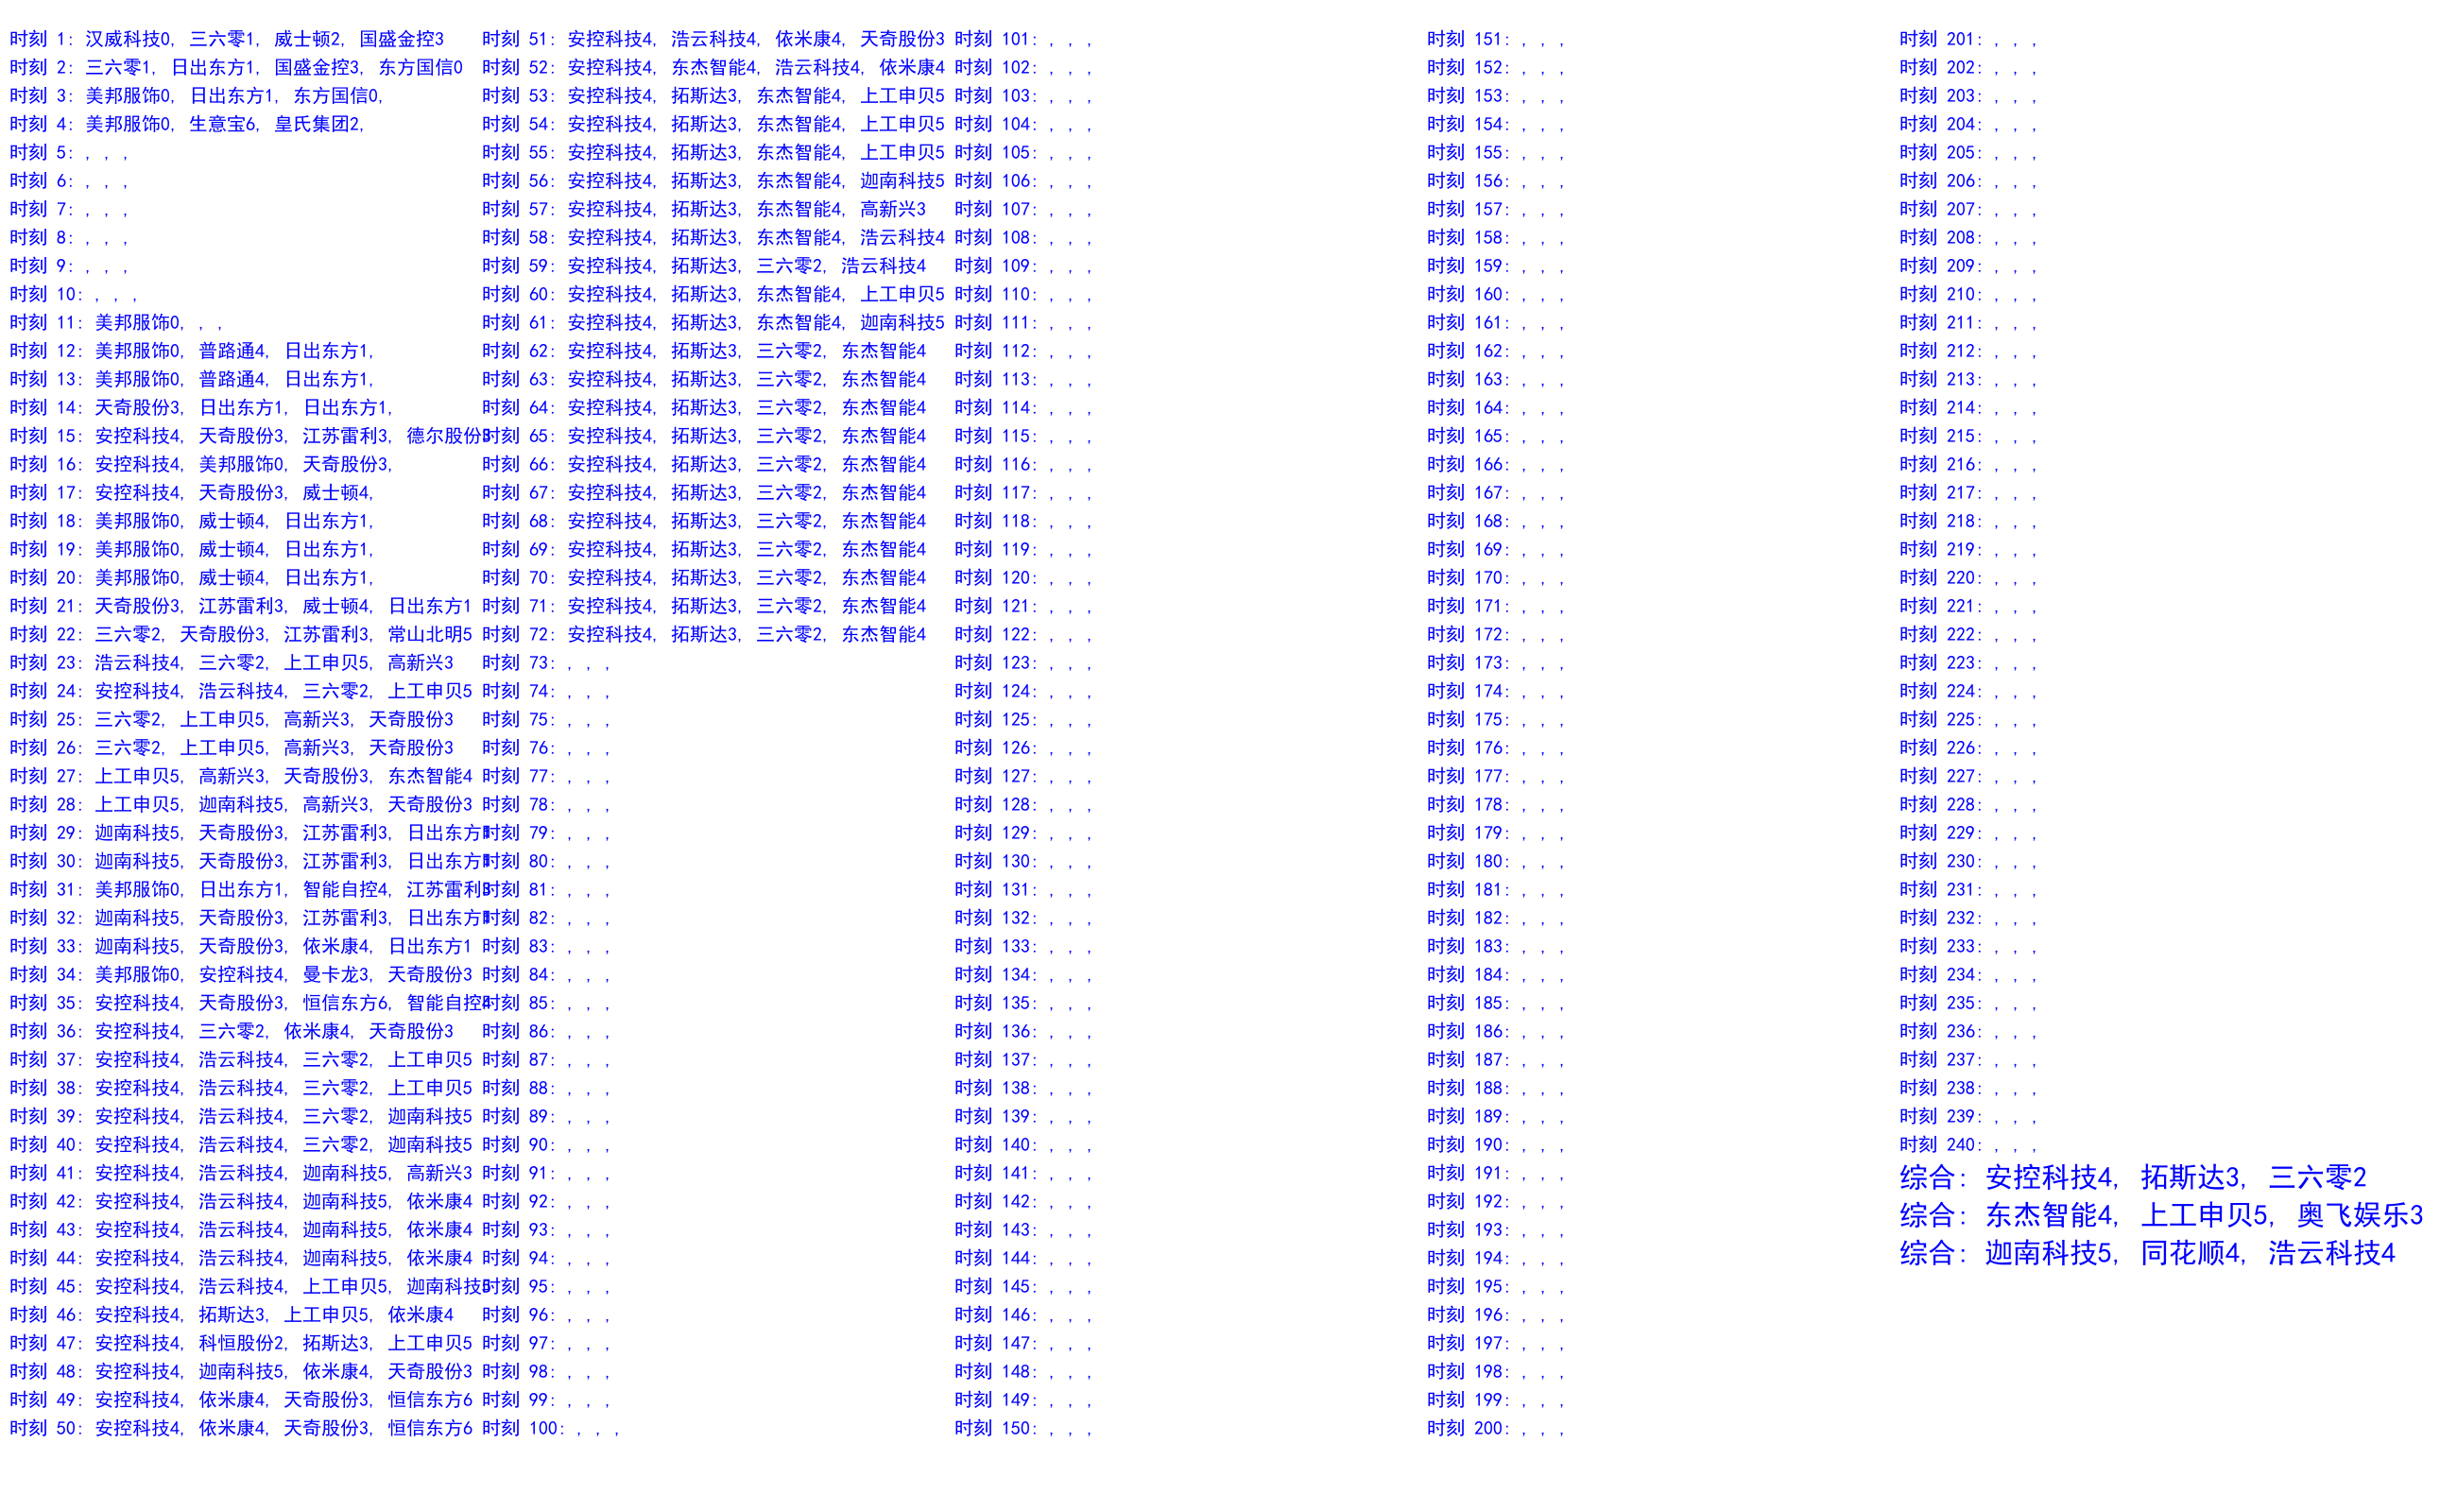 时刻 1: 汉威科技0, 三六零1, 威士顿2, 国盛金控3
时刻 2: 三六零1, 日出东方1, 国盛金控3, 东方国信0
时刻 3: 美邦服饰0, 日出东方1, 东方国信0,
时刻 4: 美邦服饰0, 生意宝6, 皇氏集团2,
时刻 5: , , ,
时刻 6: , , ,
时刻 7: , , ,
时刻 8: , , ,
时刻 9: , , ,
时刻 10: , , ,
时刻 11: 美邦服饰0, , ,
时刻 12: 美邦服饰0, 普路通4, 日出东方1,
时刻 13: 美邦服饰0, 普路通4, 日出东方1,
时刻 14: 天奇股份3, 日出东方1, 日出东方1,
时刻 15: 安控科技4, 天奇股份3, 江苏雷利3, 德尔股份3
时刻 16: 安控科技4, 美邦服饰0, 天奇股份3,
时刻 17: 安控科技4, 天奇股份3, 威士顿4,
时刻 18: 美邦服饰0, 威士顿4, 日出东方1,
时刻 19: 美邦服饰0, 威士顿4, 日出东方1,
时刻 20: 美邦服饰0, 威士顿4, 日出东方1,
时刻 21: 天奇股份3, 江苏雷利3, 威士顿4, 日出东方1
时刻 22: 三六零2, 天奇股份3, 江苏雷利3, 常山北明5
时刻 23: 浩云科技4, 三六零2, 上工申贝5, 高新兴3
时刻 24: 安控科技4, 浩云科技4, 三六零2, 上工申贝5
时刻 25: 三六零2, 上工申贝5, 高新兴3, 天奇股份3
时刻 26: 三六零2, 上工申贝5, 高新兴3, 天奇股份3
时刻 27: 上工申贝5, 高新兴3, 天奇股份3, 东杰智能4
时刻 28: 上工申贝5, 迦南科技5, 高新兴3, 天奇股份3
时刻 29: 迦南科技5, 天奇股份3, 江苏雷利3, 日出东方1
时刻 30: 迦南科技5, 天奇股份3, 江苏雷利3, 日出东方1
时刻 31: 美邦服饰0, 日出东方1, 智能自控4, 江苏雷利3
时刻 32: 迦南科技5, 天奇股份3, 江苏雷利3, 日出东方1
时刻 33: 迦南科技5, 天奇股份3, 依米康4, 日出东方1
时刻 34: 美邦服饰0, 安控科技4, 曼卡龙3, 天奇股份3
时刻 35: 安控科技4, 天奇股份3, 恒信东方6, 智能自控4
时刻 36: 安控科技4, 三六零2, 依米康4, 天奇股份3
时刻 37: 安控科技4, 浩云科技4, 三六零2, 上工申贝5
时刻 38: 安控科技4, 浩云科技4, 三六零2, 上工申贝5
时刻 39: 安控科技4, 浩云科技4, 三六零2, 迦南科技5
时刻 40: 安控科技4, 浩云科技4, 三六零2, 迦南科技5
时刻 41: 安控科技4, 浩云科技4, 迦南科技5, 高新兴3
时刻 42: 安控科技4, 浩云科技4, 迦南科技5, 依米康4
时刻 43: 安控科技4, 浩云科技4, 迦南科技5, 依米康4
时刻 44: 安控科技4, 浩云科技4, 迦南科技5, 依米康4
时刻 45: 安控科技4, 浩云科技4, 上工申贝5, 迦南科技5
时刻 46: 安控科技4, 拓斯达3, 上工申贝5, 依米康4
时刻 47: 安控科技4, 科恒股份2, 拓斯达3, 上工申贝5
时刻 48: 安控科技4, 迦南科技5, 依米康4, 天奇股份3
时刻 49: 安控科技4, 依米康4, 天奇股份3, 恒信东方6
时刻 50: 安控科技4, 依米康4, 天奇股份3, 恒信东方6
时刻 51: 安控科技4, 浩云科技4, 依米康4, 天奇股份3
时刻 52: 安控科技4, 东杰智能4, 浩云科技4, 依米康4
时刻 53: 安控科技4, 拓斯达3, 东杰智能4, 上工申贝5
时刻 54: 安控科技4, 拓斯达3, 东杰智能4, 上工申贝5
时刻 55: 安控科技4, 拓斯达3, 东杰智能4, 上工申贝5
时刻 56: 安控科技4, 拓斯达3, 东杰智能4, 迦南科技5
时刻 57: 安控科技4, 拓斯达3, 东杰智能4, 高新兴3
时刻 58: 安控科技4, 拓斯达3, 东杰智能4, 浩云科技4
时刻 59: 安控科技4, 拓斯达3, 三六零2, 浩云科技4
时刻 60: 安控科技4, 拓斯达3, 东杰智能4, 上工申贝5
时刻 61: 安控科技4, 拓斯达3, 东杰智能4, 迦南科技5
时刻 62: 安控科技4, 拓斯达3, 三六零2, 东杰智能4
时刻 63: 安控科技4, 拓斯达3, 三六零2, 东杰智能4
时刻 64: 安控科技4, 拓斯达3, 三六零2, 东杰智能4
时刻 65: 安控科技4, 拓斯达3, 三六零2, 东杰智能4
时刻 66: 安控科技4, 拓斯达3, 三六零2, 东杰智能4
时刻 67: 安控科技4, 拓斯达3, 三六零2, 东杰智能4
时刻 68: 安控科技4, 拓斯达3, 三六零2, 东杰智能4
时刻 69: 安控科技4, 拓斯达3, 三六零2, 东杰智能4
时刻 70: 安控科技4, 拓斯达3, 三六零2, 东杰智能4
时刻 71: 安控科技4, 拓斯达3, 三六零2, 东杰智能4
时刻 72: 安控科技4, 拓斯达3, 三六零2, 东杰智能4
时刻 73: , , ,
时刻 74: , , ,
时刻 75: , , ,
时刻 76: , , ,
时刻 77: , , ,
时刻 78: , , ,
时刻 79: , , ,
时刻 80: , , ,
时刻 81: , , ,
时刻 82: , , ,
时刻 83: , , ,
时刻 84: , , ,
时刻 85: , , ,
时刻 86: , , ,
时刻 87: , , ,
时刻 88: , , ,
时刻 89: , , ,
时刻 90: , , ,
时刻 91: , , ,
时刻 92: , , ,
时刻 93: , , ,
时刻 94: , , ,
时刻 95: , , ,
时刻 96: , , ,
时刻 97: , , ,
时刻 98: , , ,
时刻 99: , , ,
时刻 100: , , ,
时刻 101: , , ,
时刻 102: , , ,
时刻 103: , , ,
时刻 104: , , ,
时刻 105: , , ,
时刻 106: , , ,
时刻 107: , , ,
时刻 108: , , ,
时刻 109: , , ,
时刻 110: , , ,
时刻 111: , , ,
时刻 112: , , ,
时刻 113: , , ,
时刻 114: , , ,
时刻 115: , , ,
时刻 116: , , ,
时刻 117: , , ,
时刻 118: , , ,
时刻 119: , , ,
时刻 120: , , ,
时刻 121: , , ,
时刻 122: , , ,
时刻 123: , , ,
时刻 124: , , ,
时刻 125: , , ,
时刻 126: , , ,
时刻 127: , , ,
时刻 128: , , ,
时刻 129: , , ,
时刻 130: , , ,
时刻 131: , , ,
时刻 132: , , ,
时刻 133: , , ,
时刻 134: , , ,
时刻 135: , , ,
时刻 136: , , ,
时刻 137: , , ,
时刻 138: , , ,
时刻 139: , , ,
时刻 140: , , ,
时刻 141: , , ,
时刻 142: , , ,
时刻 143: , , ,
时刻 144: , , ,
时刻 145: , , ,
时刻 146: , , ,
时刻 147: , , ,
时刻 148: , , ,
时刻 149: , , ,
时刻 150: , , ,
时刻 151: , , ,
时刻 152: , , ,
时刻 153: , , ,
时刻 154: , , ,
时刻 155: , , ,
时刻 156: , , ,
时刻 157: , , ,
时刻 158: , , ,
时刻 159: , , ,
时刻 160: , , ,
时刻 161: , , ,
时刻 162: , , ,
时刻 163: , , ,
时刻 164: , , ,
时刻 165: , , ,
时刻 166: , , ,
时刻 167: , , ,
时刻 168: , , ,
时刻 169: , , ,
时刻 170: , , ,
时刻 171: , , ,
时刻 172: , , ,
时刻 173: , , ,
时刻 174: , , ,
时刻 175: , , ,
时刻 176: , , ,
时刻 177: , , ,
时刻 178: , , ,
时刻 179: , , ,
时刻 180: , , ,
时刻 181: , , ,
时刻 182: , , ,
时刻 183: , , ,
时刻 184: , , ,
时刻 185: , , ,
时刻 186: , , ,
时刻 187: , , ,
时刻 188: , , ,
时刻 189: , , ,
时刻 190: , , ,
时刻 191: , , ,
时刻 192: , , ,
时刻 193: , , ,
时刻 194: , , ,
时刻 195: , , ,
时刻 196: , , ,
时刻 197: , , ,
时刻 198: , , ,
时刻 199: , , ,
时刻 200: , , ,
时刻 201: , , ,
时刻 202: , , ,
时刻 203: , , ,
时刻 204: , , ,
时刻 205: , , ,
时刻 206: , , ,
时刻 207: , , ,
时刻 208: , , ,
时刻 209: , , ,
时刻 210: , , ,
时刻 211: , , ,
时刻 212: , , ,
时刻 213: , , ,
时刻 214: , , ,
时刻 215: , , ,
时刻 216: , , ,
时刻 217: , , ,
时刻 218: , , ,
时刻 219: , , ,
时刻 220: , , ,
时刻 221: , , ,
时刻 222: , , ,
时刻 223: , , ,
时刻 224: , , ,
时刻 225: , , ,
时刻 226: , , ,
时刻 227: , , ,
时刻 228: , , ,
时刻 229: , , ,
时刻 230: , , ,
时刻 231: , , ,
时刻 232: , , ,
时刻 233: , , ,
时刻 234: , , ,
时刻 235: , , ,
时刻 236: , , ,
时刻 237: , , ,
时刻 238: , , ,
时刻 239: , , ,
时刻 240: , , ,
综合: 安控科技4, 拓斯达3, 三六零2
综合: 东杰智能4, 上工申贝5, 奥飞娱乐3
综合: 迦南科技5, 同花顺4, 浩云科技4